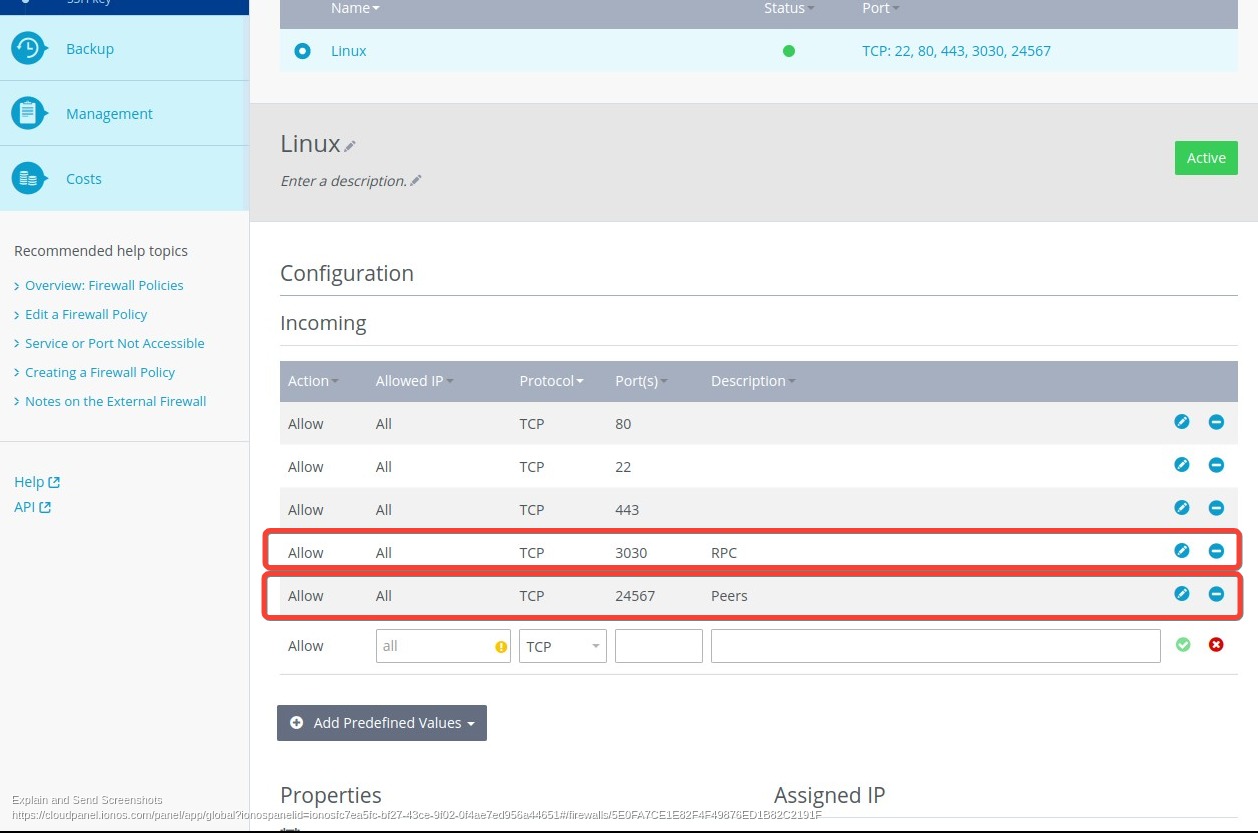 SSH key
Name Status Port
Backup
Linux TCP: 22, 80, 443, 3030, 24567
Management
Linux
Active
Costs
Enter a description.
Recommended help topics
Configuration
Overview: Firewall Policies
Edit a Firewall Policy
Incoming
Service or Port Not Accessible
Creating a Firewall Policy
Action Allowed IP Protocol Port(s) Description
Notes on the External Firewall
Allow All TCP 80
Allow All TCP 22
Help
API
Allow All TCP 443
Allow All TCP 3030 RPC
Allow All TCP 24567 Peers
Allow all TCP
Add Predefined Values
Properties Assigned IP
Explain and Send Screenshots
https://cloudpanel.ionos.com/panel/app/global?ionospanelid=ionosfc7ea5fc-bf27-43ce-9f02-0f4ae7ed956a44651#/firewalls/5E0FA7CE1E82F4F49876ED1B82C2191F